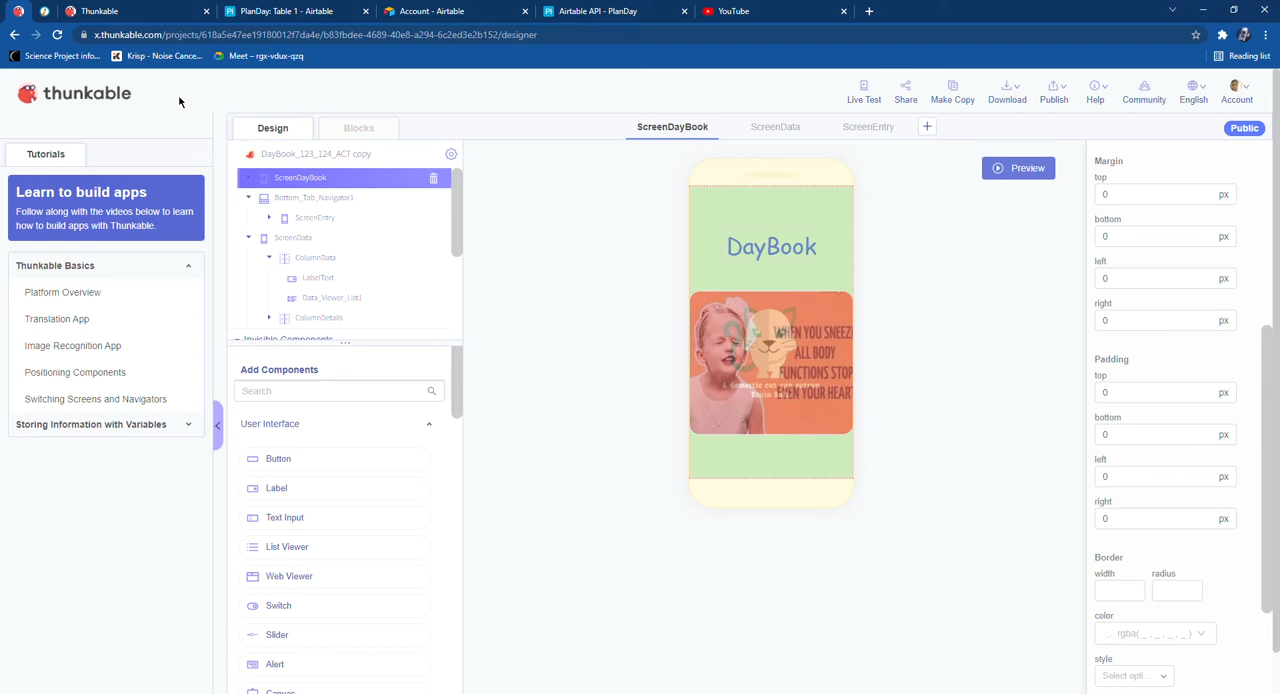 Thunkable
PlanDay: Table 1 - Airtable
Account - Airtable
Airtable API - PlanDay
YouTube
x.thunkable.com/projects/618a5e47ee19180012f7da4e/b83fbdee-4689-40e8-a294-6c2ed3e2b152/designer
Science Project info...
Krisp - Noise Cance...
Meet – rgx-vdux-qzq
Reading list
thunkable
Live Test
Share
Make Copy
Download
Publish
Help
Community
English
Account
Design
Blocks
ScreenDayBook
ScreenData
ScreenEntry
Public
Tutorials
Learn to build apps
Follow along with the videos below to learn
how to build apps with Thunkable.
Thunkable Basics
Platform Overview
Translation App
Image Recognition App
Positioning Components
Switching Screens and Navigators
Storing Information with Variables
DayBook_123_124_ACT copy
ScreenDayBook
Bottom_Tab_Navigator1
ScreenEntry
ScreenData
ColumnData
LabelText
Data_Viewer_List1
ColumnDetails
Invisible Components
Add Components
Search
User Interface
Button
Label
Text Input
List Viewer
Web Viewer
Switch
Slider
Alert
Canvas
Preview
DayBook
WHEN YOU SNEEZE
ALL BODY
FUNCTIONS STOP
EVEN YOUR HEART
Margin
top
0 px
bottom
0 px
left
0 px
right
0 px
Padding
top
0 px
bottom
0 px
left
0 px
right
0 px
Border
width
radius
color
rgba( _ , _ , _ , _ )
style
Select opti...